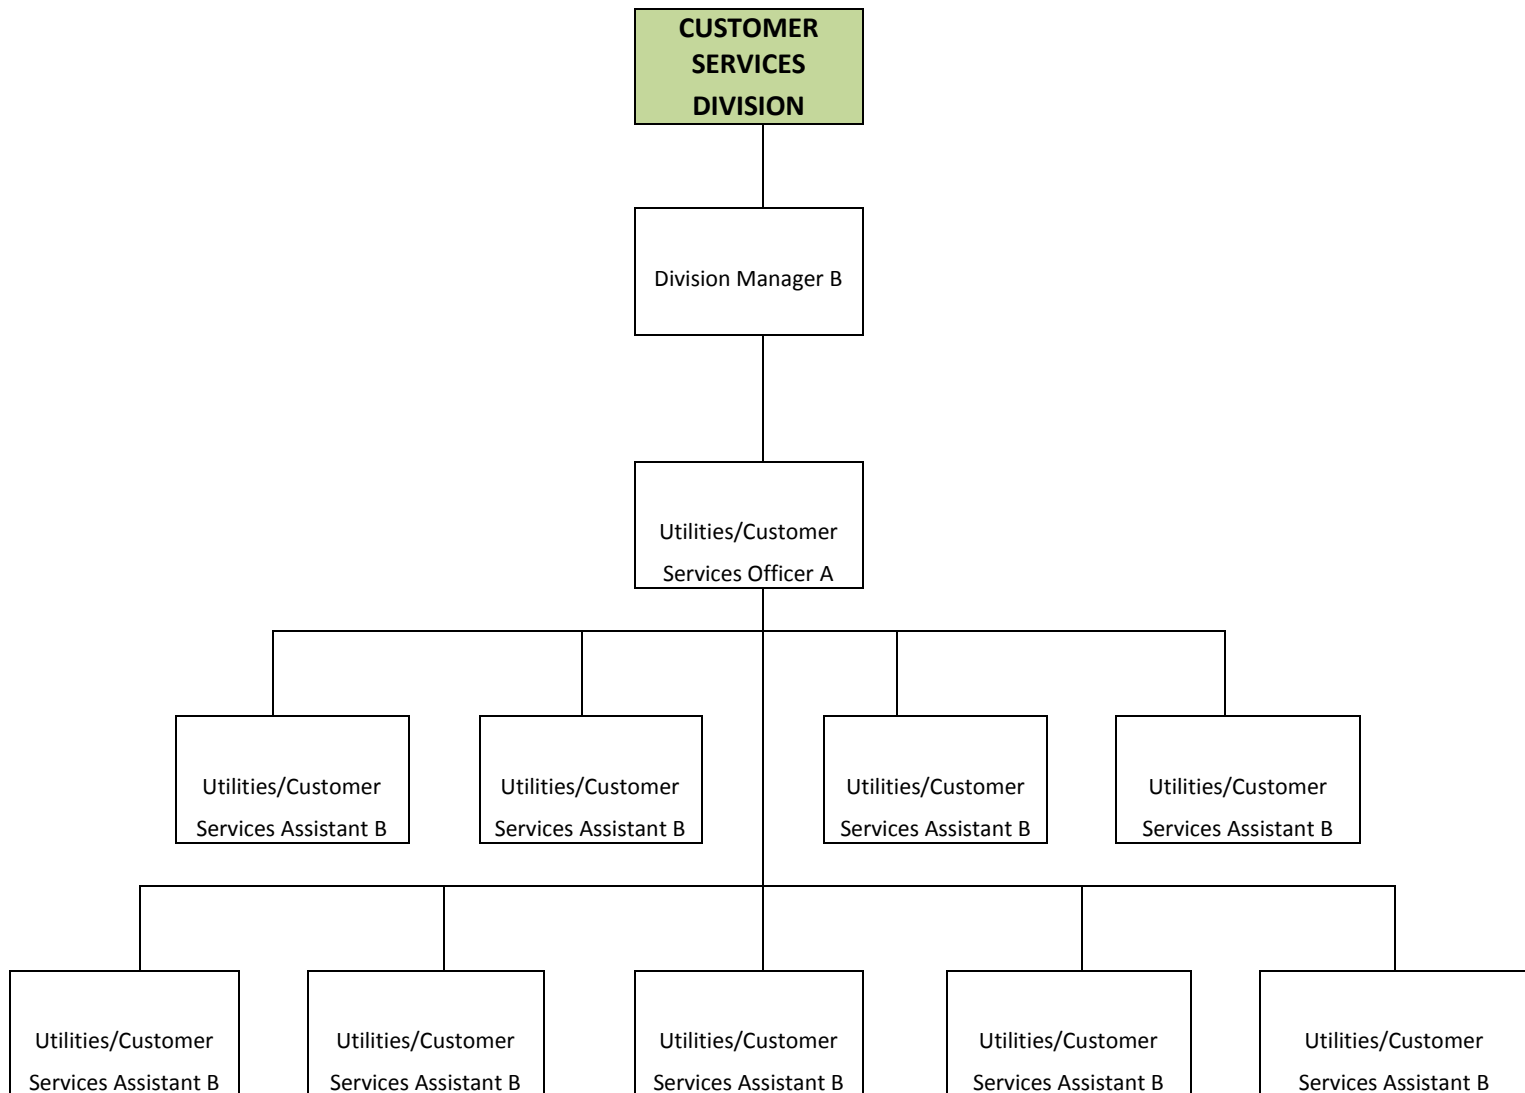 CUSTOMER
SERVICES
DIVISION
Division Manager B
Utilities/Customer
Services Officer A
Utilities/Customer
Services Assistant B
Utilities/Customer
Services Assistant B
Utilities/Customer
Services Assistant B
Utilities/Customer
Services Assistant B
Utilities/Customer
Services Assistant B
Utilities/Customer
Services Assistant B
Utilities/Customer
Services Assistant B
Utilities/Customer
Services Assistant B
Utilities/Customer
Services Assistant B